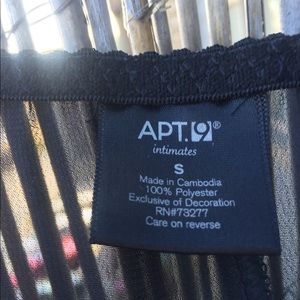 APT.9®
intimates
S
Made in Cambodia
100% Polyester
Exclusive of Decoration
RN#73277
Care on reverse